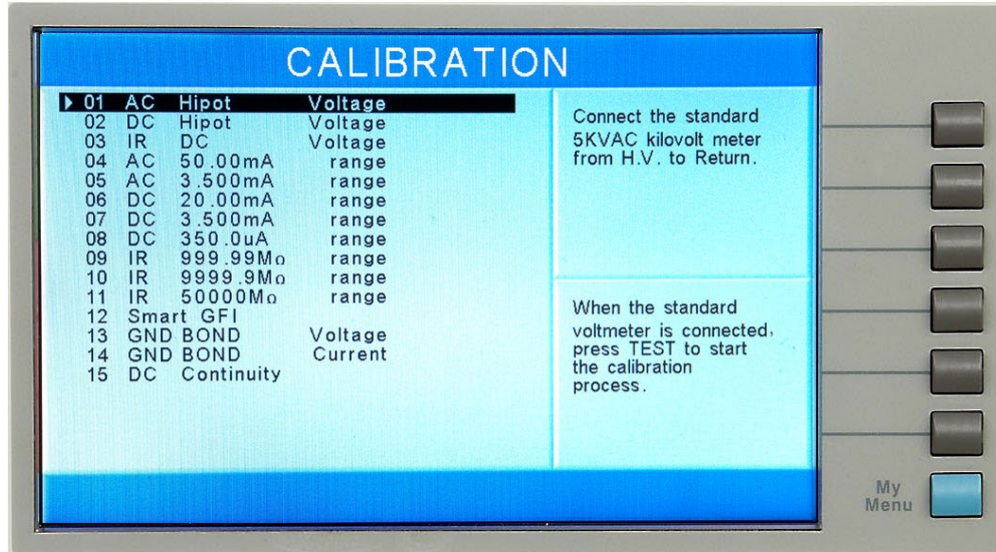 CALIBRATION
01 AC Hipot Voltage
02 DC Hipot Voltage
03 IR DC Voltage
04 AC 50.00mA range
05 AC 3.500mA range
06 DC 20.00mA range
07 DC 3.500mA range
08 DC 350.0uA range
09 IR 999.99MΩ range
10 IR 9999.9MΩ range
11 IR 50000MΩ range
12 Smart GFI
13 GND BOND Voltage
14 GND BOND Current
15 DC Continuity
Connect the standard
5KVAC kilovolt meter
from H.V. to Return.
When the standard
voltmeter is connected,
press TEST to start
the calibration
process.
My
Menu